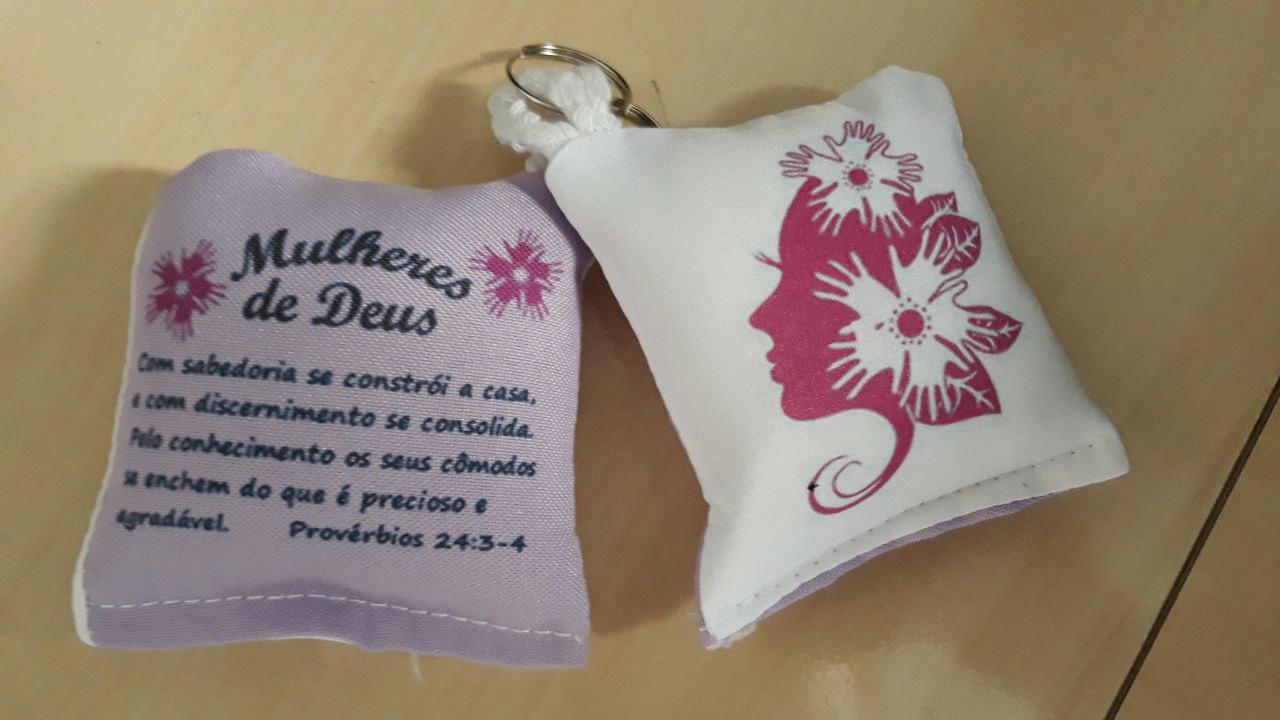 Mulheres
de Deus
Com sabedoria se constrói a casa,
e com discernimento se consolida.
Pelo conhecimento os seus cômodos
se enchem do que é precioso e
agradável. Provérbios 24:3-4